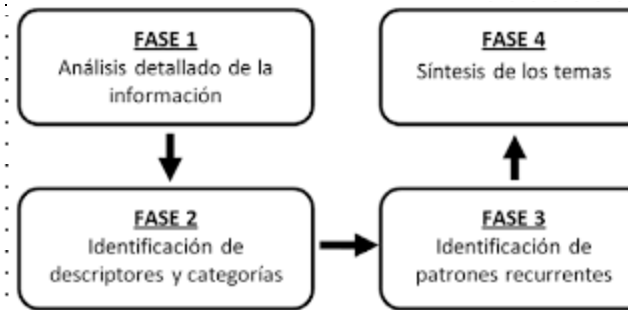 FASE 1
Análisis detallado de la
información
FASE 2
Identificación de
descriptores y categorías
FASE 3
Identificación de
patrones recurrentes
FASE 4
Síntesis de los temas